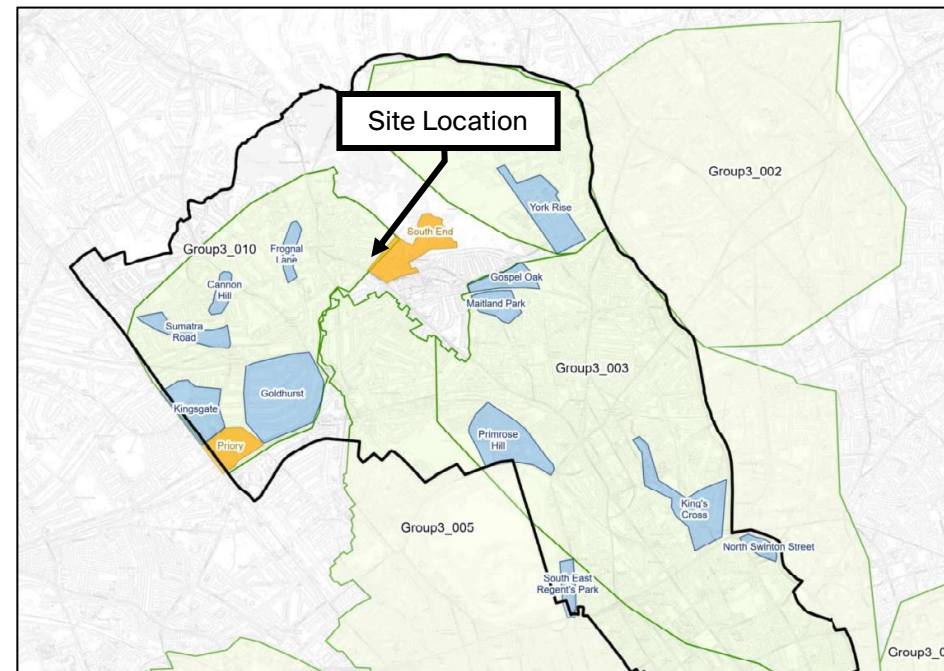 Site Location
Group3_002
York Rise
South End
Group3_010
Frognal
Lane
Gospel Oak
Cannon
Hill
Maitland Park
Sumatra
Road
Group3_003
Goldhurst
Kingsgate
Primrose
Hill
Priory
King's
Cross
Group3_005
North Swinton Street
South East
Regent's Park
Group3_0